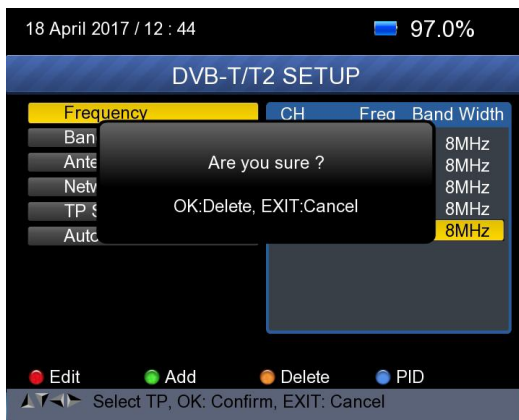 18 April 2017 / 12 : 44 97.0%
DVB-T/T2 SETUP
Frequency
CH Freq Band Width
Are you sure ?
OK:Delete, EXIT:Cancel
8MHz
8MHz
8MHz
8MHz
8MHz
Edit Add Delete PID
Select TP, OK: Confirm, EXIT: Cancel